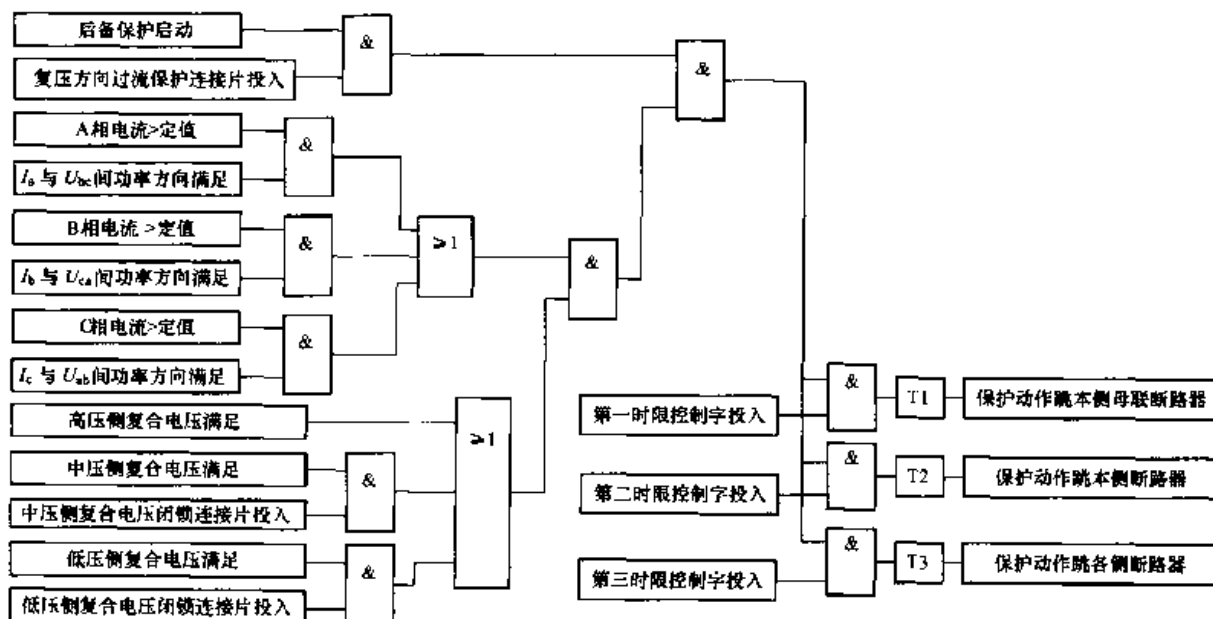 后备保护启动
&
复压方向过流保护连接片投入
&
A相电流>定值
&
Ia 与 Ubc间功率方向满足
B相电流 >定值
&
≥1
&
Ib 与 Uca间功率方向满足
C相电流>定值
&
Ic 与 Uab间功率方向满足
高压侧复合电压满足
≥1
中压侧复合电压满足
&
中压侧复合电压闭锁连接片投入
低压侧复合电压满足
&
低压侧复合电压闭锁连接片投入
第一时限控制字投入
&
T1
保护动作跳本侧母联断路器
第二时限控制字投入
&
T2
保护动作跳本侧断路器
第三时限控制字投入
&
T3
保护动作跳各侧断路器